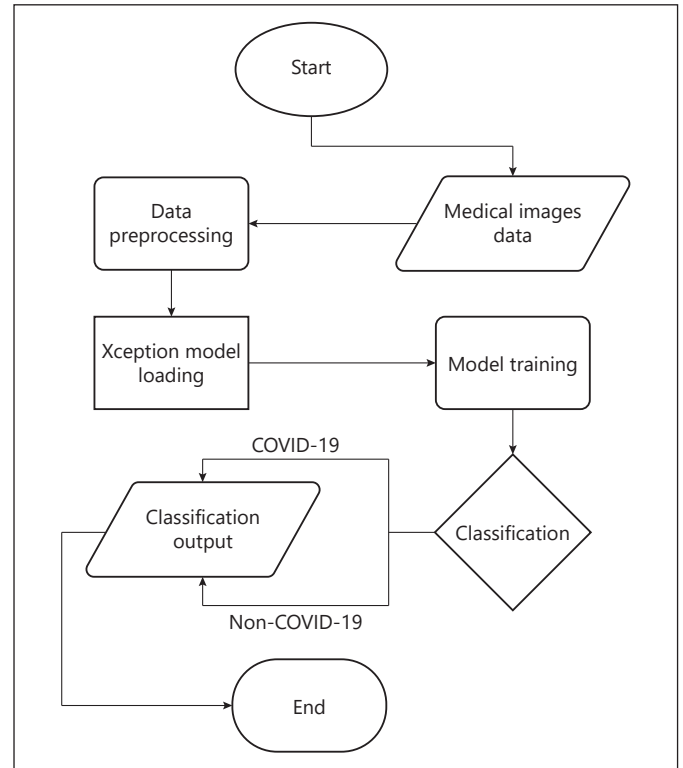 Start
Medical images
data
Data
preprocessing
Xception model
loading
Model training
Classification
COVID-19
Non-COVID-19
Classification
output
End